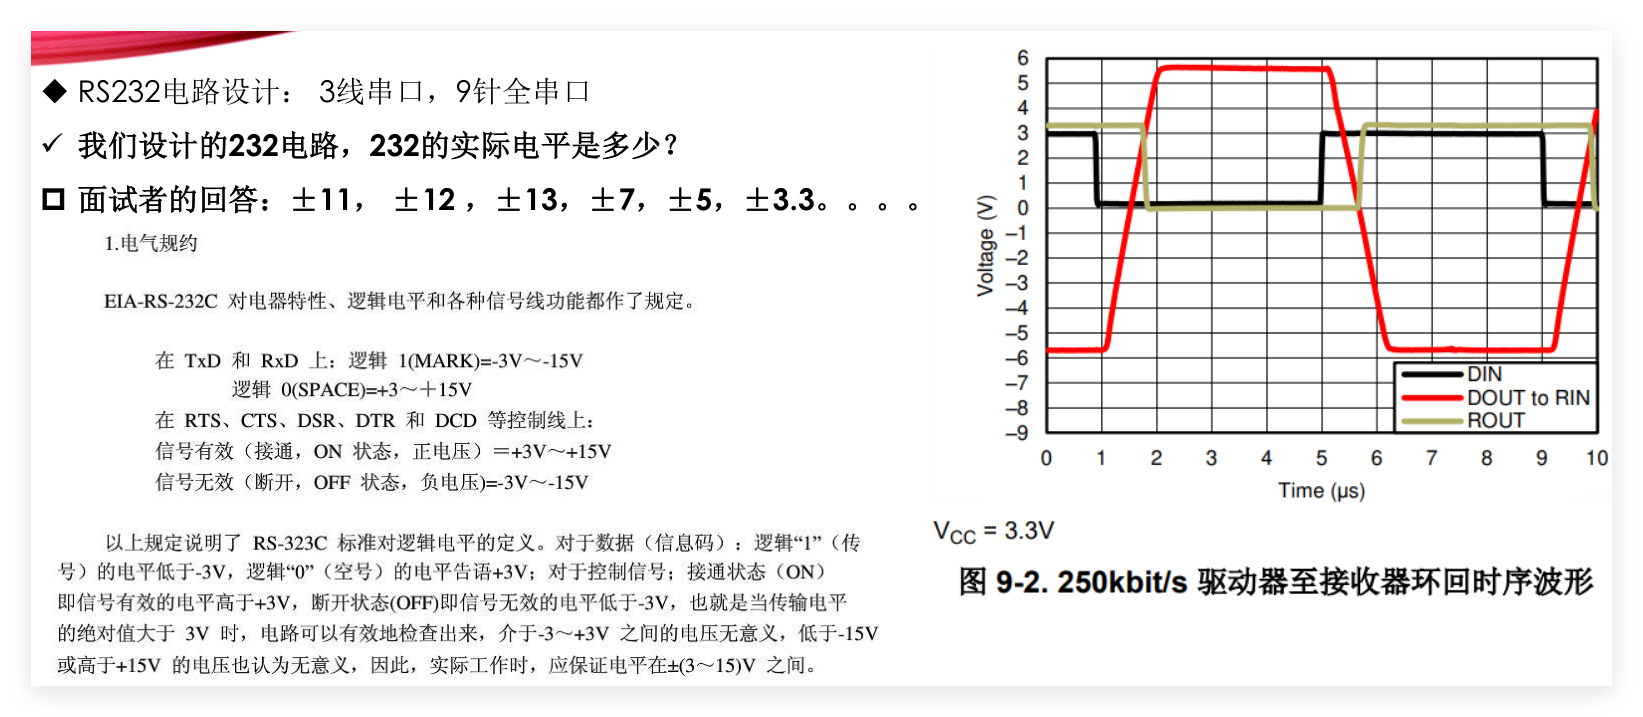 ◆ RS232电路设计： 3线串口，9针全串口
✓ 我们设计的232电路，232的实际电平是多少？
面试者的回答：±11， ±12 ，±13，±7，±5，±3.3。。。。
1.电气规约
EIA-RS-232C 对电器特性、逻辑电平和各种信号线功能都作了规定。
在 TxD 和 RxD 上：逻辑 1(MARK)=-3V～-15V
逻辑 0(SPACE)=+3～＋15V
在 RTS、CTS、DSR、DTR 和 DCD 等控制线上：
信号有效（接通，ON 状态，正电压）＝+3V～+15V
信号无效（断开，OFF 状态，负电压)=-3V～-15V
以上规定说明了 RS-323C 标准对逻辑电平的定义。对于数据（信息码）：逻辑“1”（传
号）的电平低于-3V，逻辑“0”（空号）的电平告语+3V；对于控制信号；接通状态（ON）
即信号有效的电平高于+3V，断开状态(OFF)即信号无效的电平低于-3V，也就是当传输电平
的绝对值大于 3V 时，电路可以有效地检查出来，介于-3～+3V 之间的电压无意义，低于-15V
或高于+15V 的电压也认为无意义，因此，实际工作时，应保证电平在±(3～15)V 之间。
6
5
4
3
2
1
0
–1
–2
–3
–4
–5
–6
–7
–8
–9
Voltage (V)
DIN
DOUT to RIN
ROUT
0 1 2 3 4 5 6 7 8 9 10
Time (μs)
VCC = 3.3V
图 9-2. 250kbit/s 驱动器至接收器环回时序波形